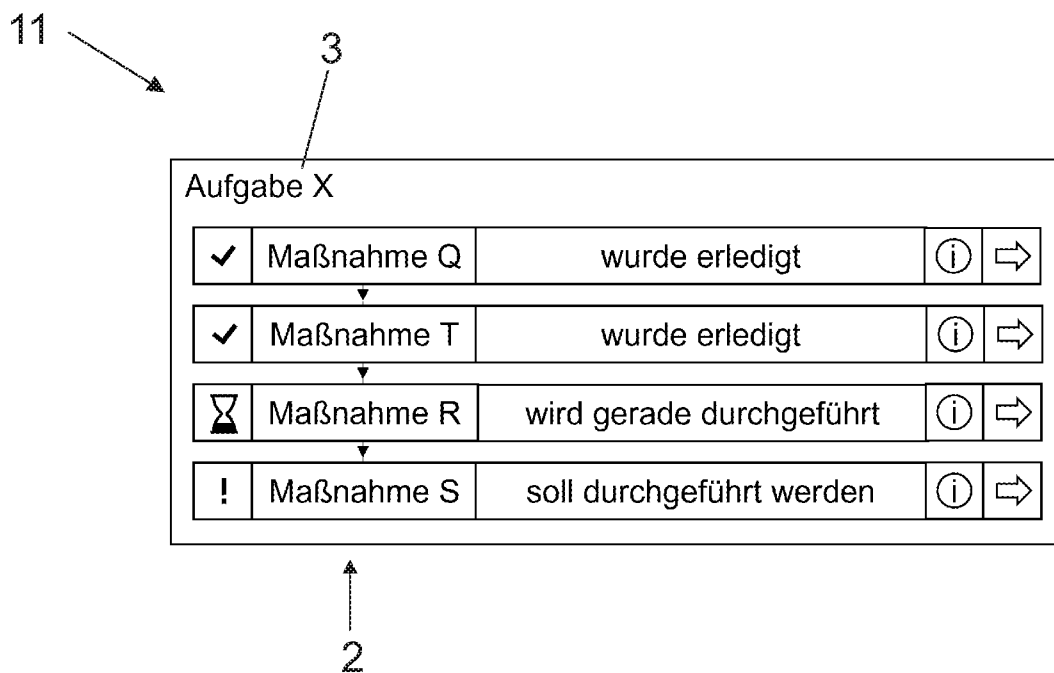 11
3
Aufgabe X
Maßnahme Q wurde erledigt i
Maßnahme T wurde erledigt i
Maßnahme R wird gerade durchgeführt i
! Maßnahme S soll durchgeführt werden i
2